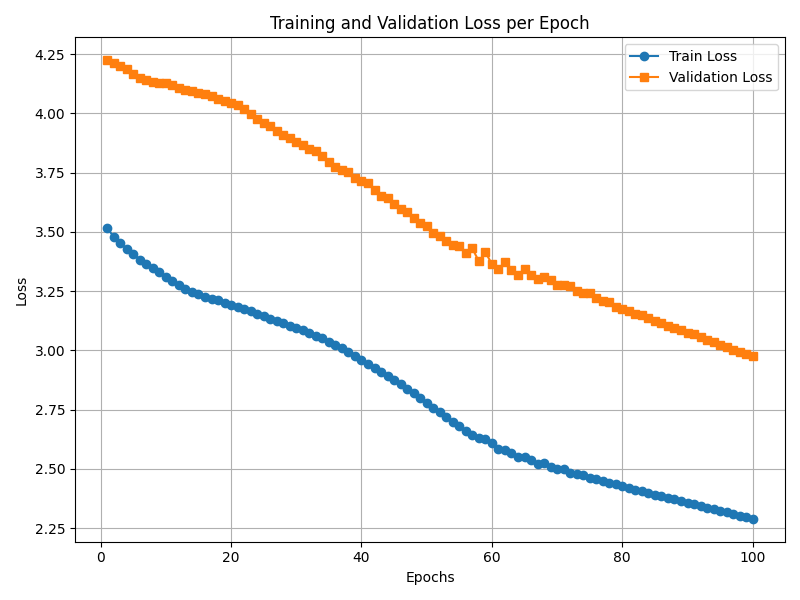 Training and Validation Loss per Epoch
Train Loss
Validation Loss
Loss
4.25
4.00
3.75
3.50
3.25
3.00
2.75
2.50
2.25
0 20 40 60 80 100
Epochs